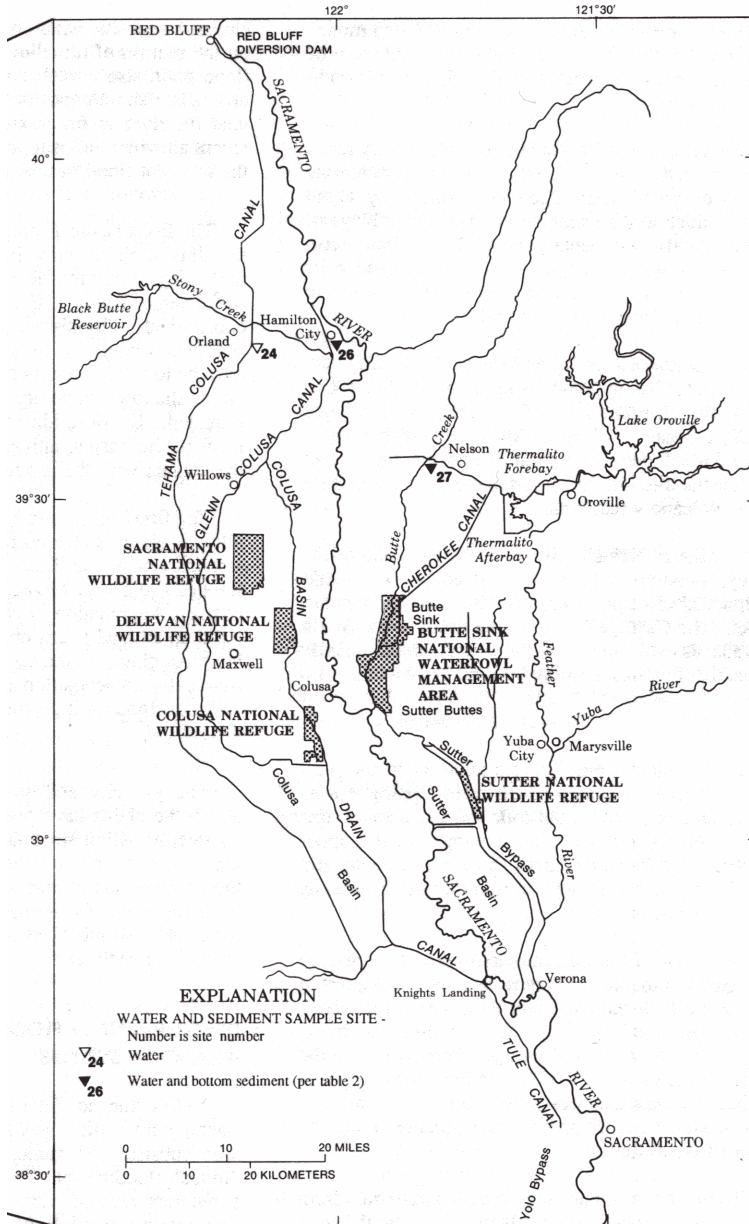 122°
121°30'
RED BLUFF
RED BLUFF
DIVERSION DAM
SACRAMENTO
40°
CANAL
Stony
Creek
Black Butte
Reservoir
Hamilton
City
RIVER
Orland
24
26
COLUSA
CANAL
TEHAMA
Creek
Nelson
Lake Oroville
Thermalito
Forebay
COLUSA
COLUSA
Willows
27
Oroville
39°30'
GLENN
CANAL
CHEROKEE
Butte
Thermalito
Afterbay
SACRAMENTO
NATIONAL
WILDLIFE REFUGE
BASIN
DELEVAN NATIONAL
WILDLIFE REFUGE
Butte
Sink
BUTTE SINK
NATIONAL
WATERFOWL
MANAGEMENT
AREA
Sutter Buttes
Feather
Maxwell
Colusa
Yuba
River
COLUSA NATIONAL
WILDLIFE REFUGE
Sutter
Yuba
City
Marysville
SUTTER NATIONAL
WILDLIFE REFUGE
Colusa
DRAIN
Sutter
39°
Bypass
River
Basin
Basin
SACRAMENTO
CANAL
Knights Landing
Verona
EXPLANATION
WATER AND SEDIMENT SAMPLE SITE -
Number is site number
24 Water
26 Water and bottom sediment (per table 2)
TULE
CANAL
RIVER
SACRAMENTO
0 10 20 MILES
0 10 20 KILOMETERS
38°30'
Yolo Bypass